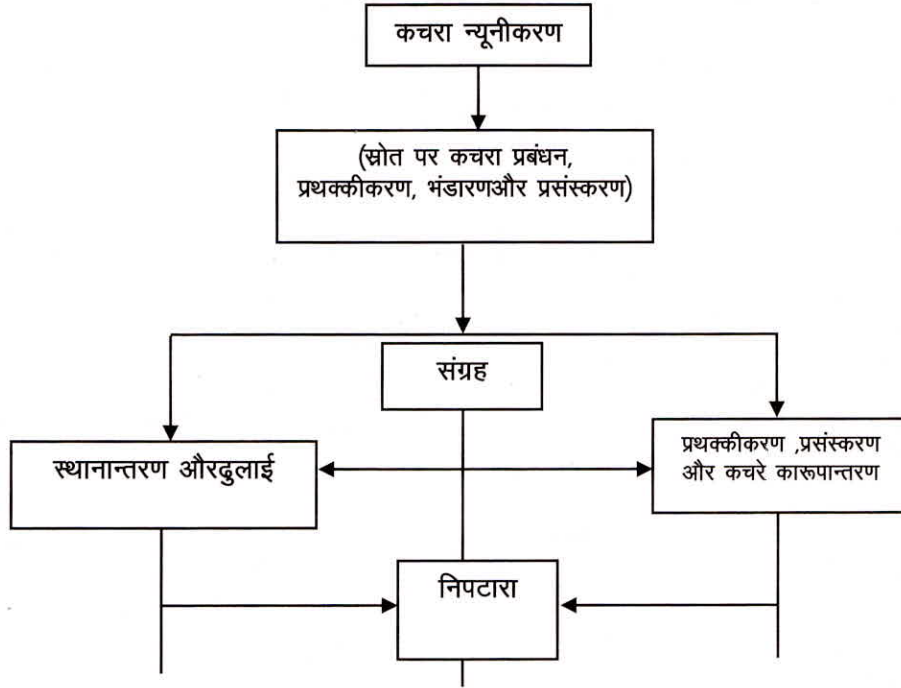 कचरा न्यूनीकरण
(स्रोत पर कचरा प्रबंधन,
प्रथक्कीकरण, भंडारणऔर प्रसंस्करण)
संग्रह
स्थानान्तरण औरढुलाई
प्रथक्कीकरण ,प्रसंस्करण
और कचरे कारूपान्तरण
निपटारा